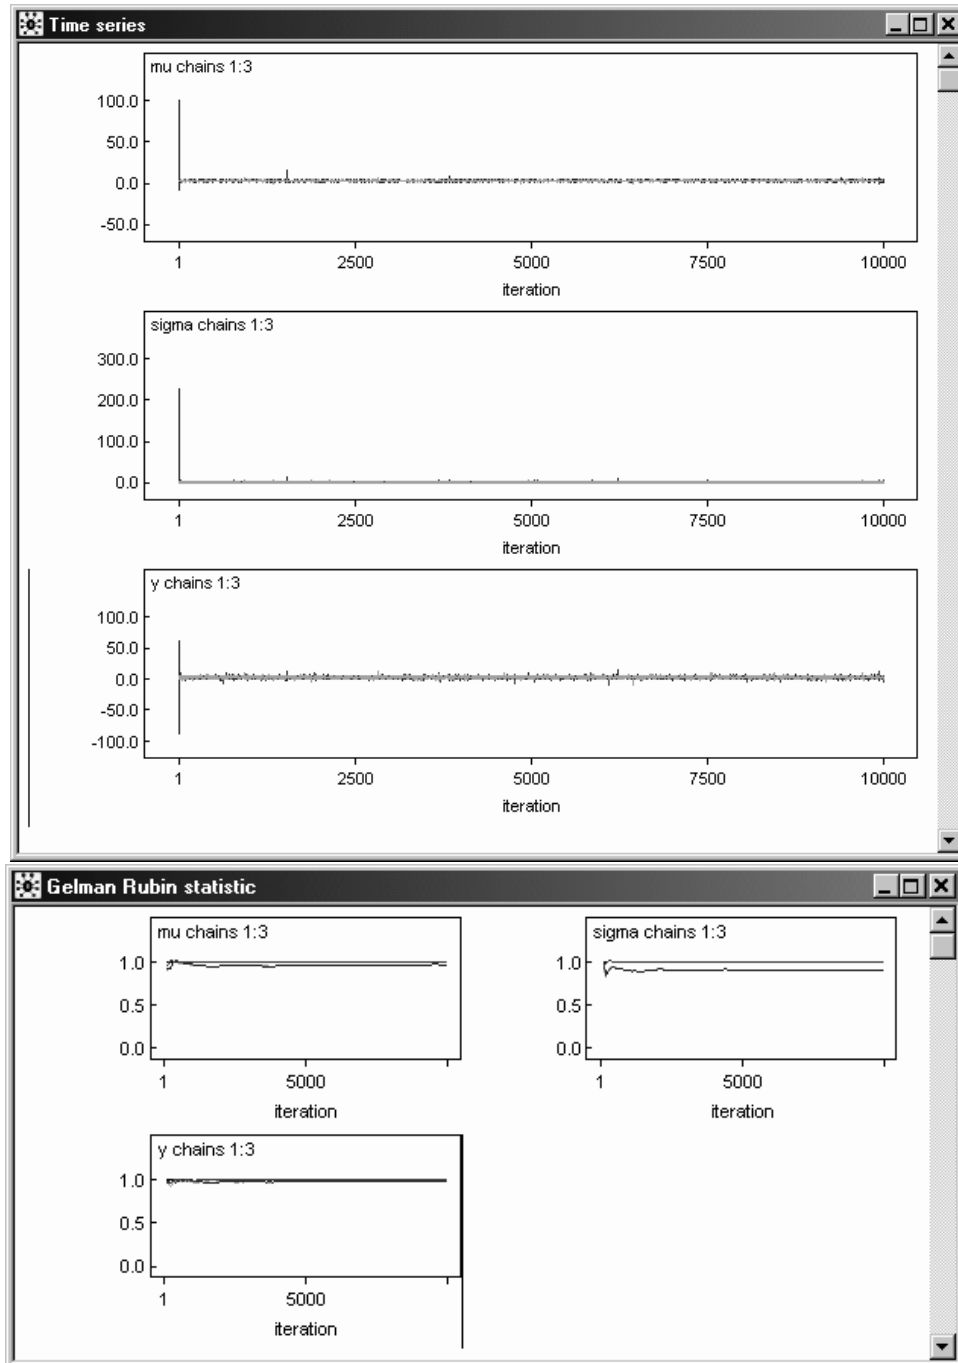 Time series
mu chains 1:3
100.0
50.0
0.0
-50.0
1 2500 5000 7500 10000
iteration
sigma chains 1:3
300.0
200.0
100.0
0.0
1 2500 5000 7500 10000
iteration
y chains 1:3
100.0
50.0
0.0
-50.0
-100.0
1 2500 5000 7500 10000
iteration
Gelman Rubin statistic
mu chains 1:3
1.0
0.5
0.0
1 5000
iteration
sigma chains 1:3
1.0
0.5
0.0
1 5000
iteration
y chains 1:3
1.0
0.5
0.0
1 5000
iteration